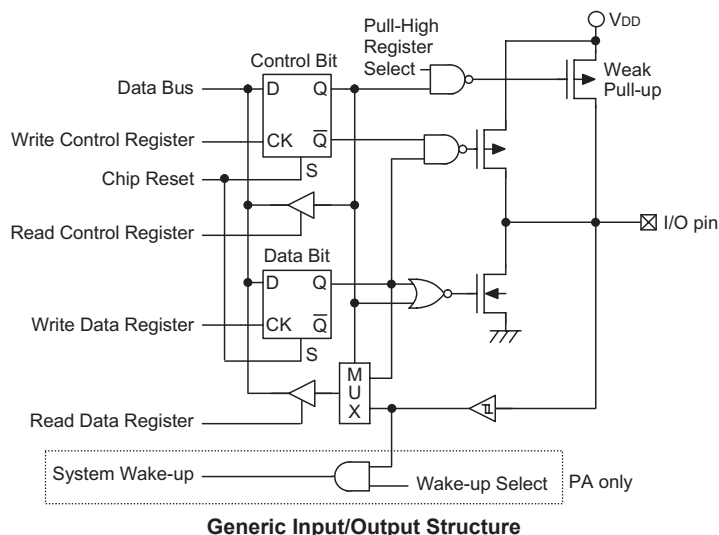 VDD
Pull-High
Register
Select
Control Bit
Weak
Pull-up
Data Bus
D
Q
Write Control Register
CK
Q
S
Chip Reset
I/O pin
Read Control Register
Data Bit
D
Q
Write Data Register
CK
Q
S
M
U
X
Read Data Register
System Wake-up
Wake-up Select
PA only
Generic Input/Output Structure